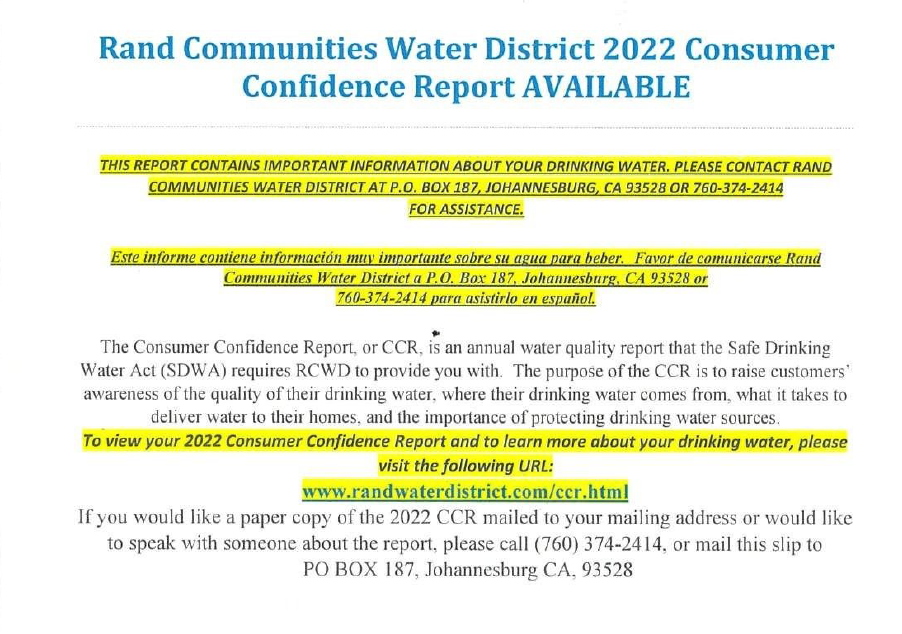 Rand Communities Water District 2022 Consumer
Confidence Report AVAILABLE
THIS REPORT CONTAINS IMPORTANT INFORMATION ABOUT YOUR DRINKING WATER. PLEASE CONTACT RAND
COMMUNITIES WATER DISTRICT AT P.O. BOX 187, JOHANNESBURG, CA 93528 OR 760-374-2414
FOR ASSISTANCE.
Este informe contiene información muy importante sobre su agua para beber. Favor de comunicarse Rand
Communities Water District a P.O. Box 187, Johannesburg, CA 93528 or
760-374-2414 para asistirlo en español.
The Consumer Confidence Report, or CCR, is an annual water quality report that the Safe Drinking
Water Act (SDWA) requires RCWD to provide you with. The purpose of the CCR is to raise customers'
awareness of the quality of their drinking water, where their drinking water comes from, what it takes to
deliver water to their homes, and the importance of protecting drinking water sources.
To view your 2022 Consumer Confidence Report and to learn more about your drinking water, please
visit the following URL:
www.randwaterdistrict.com/ccr.html
If you would like a paper copy of the 2022 CCR mailed to your mailing address or would like
to speak with someone about the report, please call (760) 374-2414, or mail this slip to
PO BOX 187, Johannesburg CA, 93528